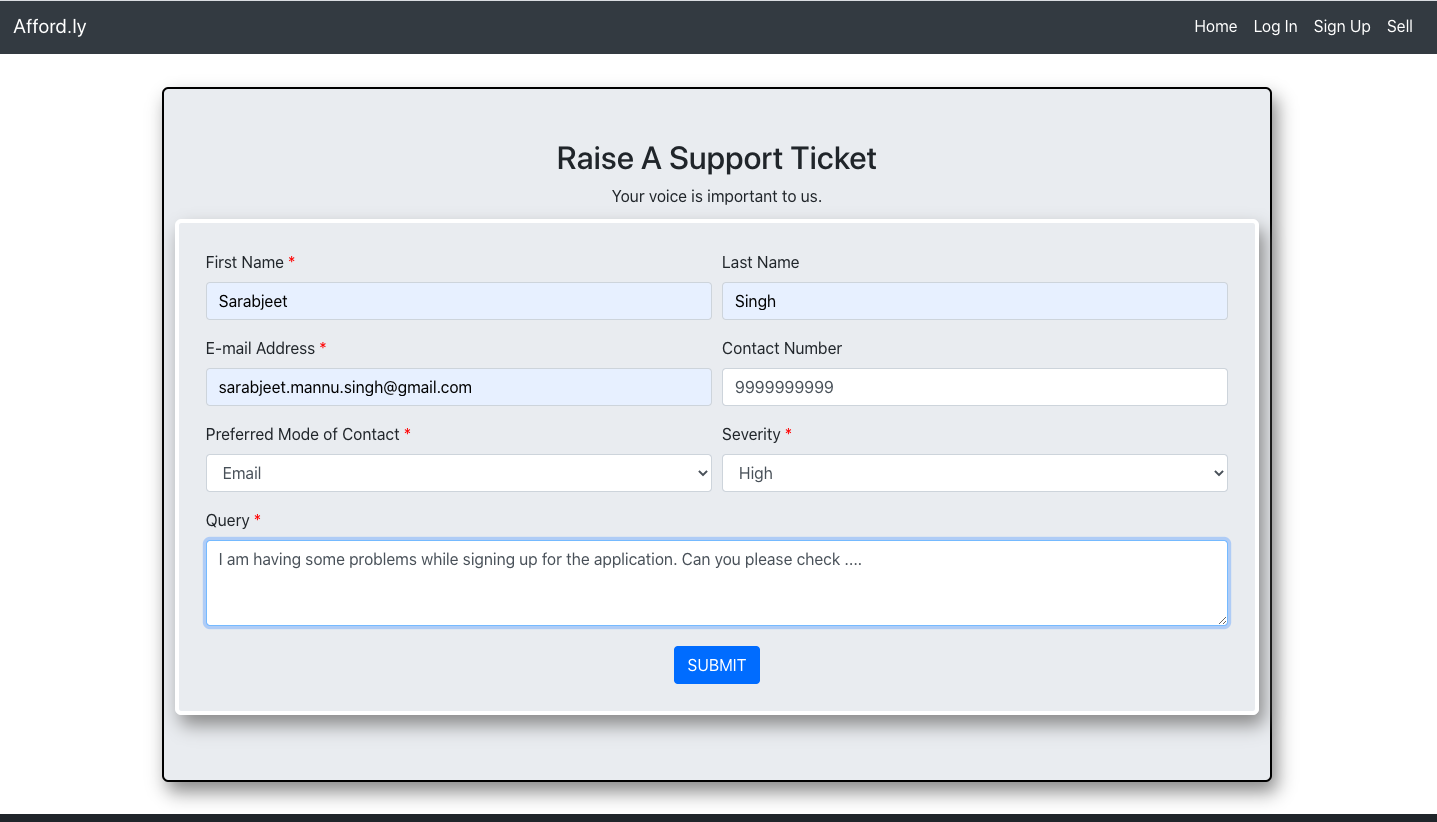 Afford.ly
Home Log In Sign Up Sell
Raise A Support Ticket
Your voice is important to us.
First Name * Last Name
Sarabjeet Singh
E-mail Address * Contact Number
sarabjeet.mannu.singh@gmail.com 9999999999
Preferred Mode of Contact * Severity *
Email High
Query *
I am having some problems while signing up for the application. Can you please check ....
SUBMIT